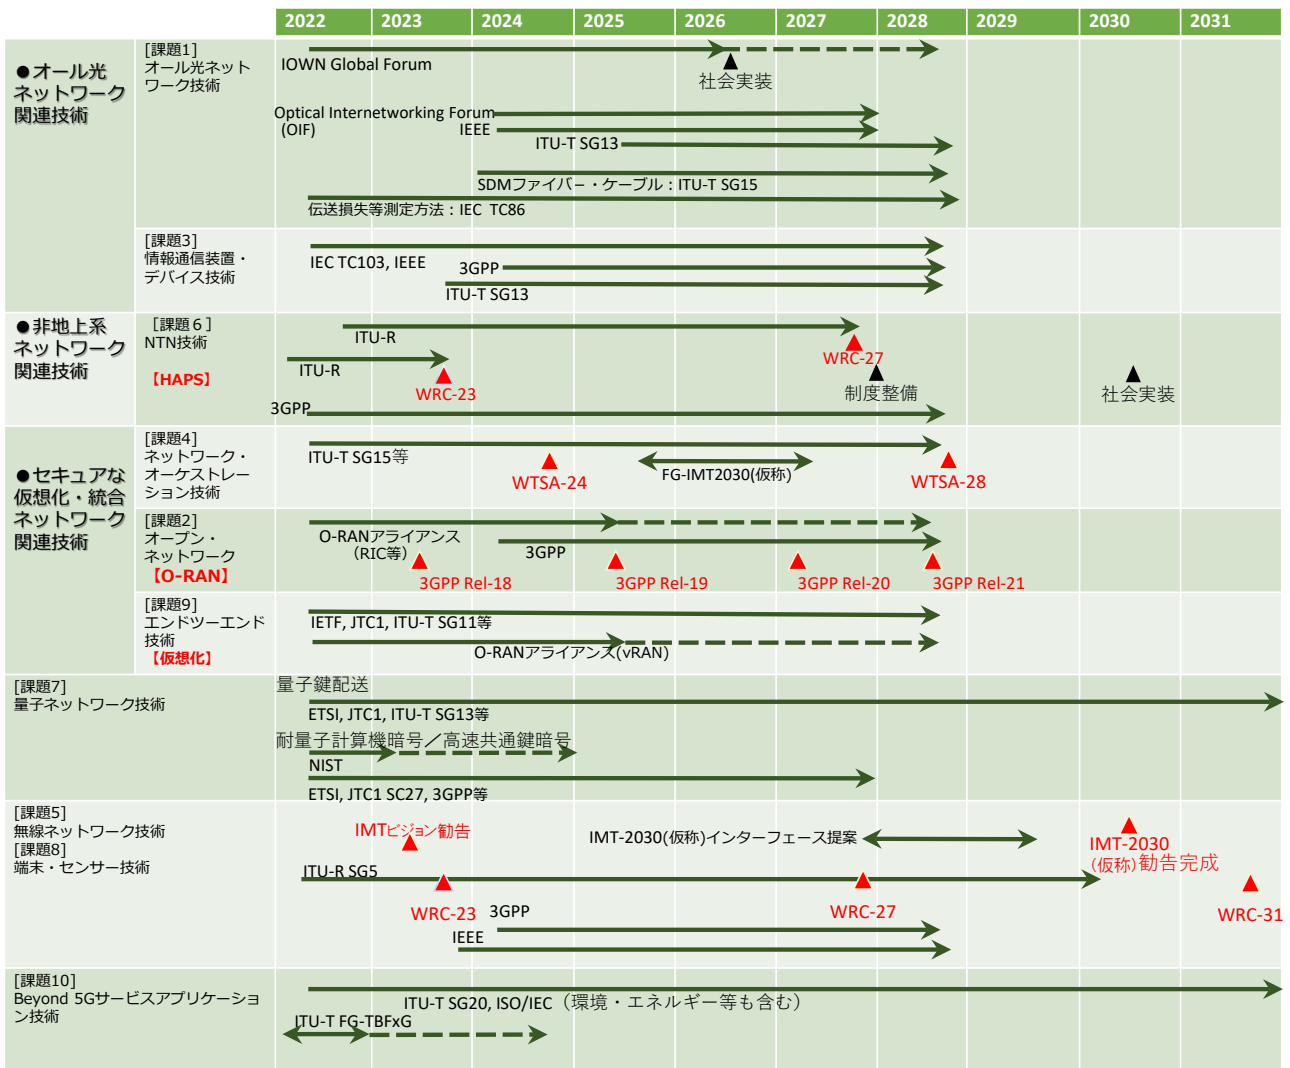 2022 2023 2024 2025 2026 2027 2028 2029 2030 2031
●オール光
ネットワーク
関連技術
[課題1]
オール光ネット
ワーク技術
IOWN Global Forum
社会実装
Optical Internetworking Forum
(OIF)
IEEE
ITU-T SG13
SDMファイバー・ケーブル：ITU-T SG15
伝送損失等測定方法：IEC TC86
[課題3]
情報通信装置・
デバイス技術
IEC TC103, IEEE
3GPP
ITU-T SG13
●非地上系
ネットワーク
関連技術
［課題６］
NTN技術
【HAPS】
ITU-R
WRC-27
ITU-R
WRC-23
制度整備
社会実装
3GPP
●セキュアな
仮想化・統合
ネットワーク
関連技術
[課題4]
ネットワーク・
オーケストレー
ション技術
ITU-T SG15等
WTSA-24
FG-IMT2030(仮称)
WTSA-28
[課題2]
オープン・
ネットワーク
【O-RAN】
O-RANアライアンス
（RIC等）
3GPP
3GPP Rel-18
3GPP Rel-19
3GPP Rel-20
3GPP Rel-21
[課題9]
エンドツーエンド
技術
【仮想化】
IETF, JTC1, ITU-T SG11等
O-RANアライアンス(vRAN)
[課題7]
量子ネットワーク技術
量子鍵配送
ETSI, JTC1, ITU-T SG13等
耐量子計算機暗号／高速共通鍵暗号
NIST
ETSI, JTC1 SC27, 3GPP等
[課題5]
無線ネットワーク技術
[課題8]
端末・センサー技術
IMTビジョン勧告
IMT-2030(仮称)インターフェース提案
IMT-2030
(仮称)勧告完成
ITU-R SG5
WRC-23
WRC-27
WRC-31
3GPP
IEEE
[課題10]
Beyond 5Gサービスアプリケーショ
ン技術
ITU-T SG20, ISO/IEC（環境・エネルギー等も含む）
ITU-T FG-TBFxG